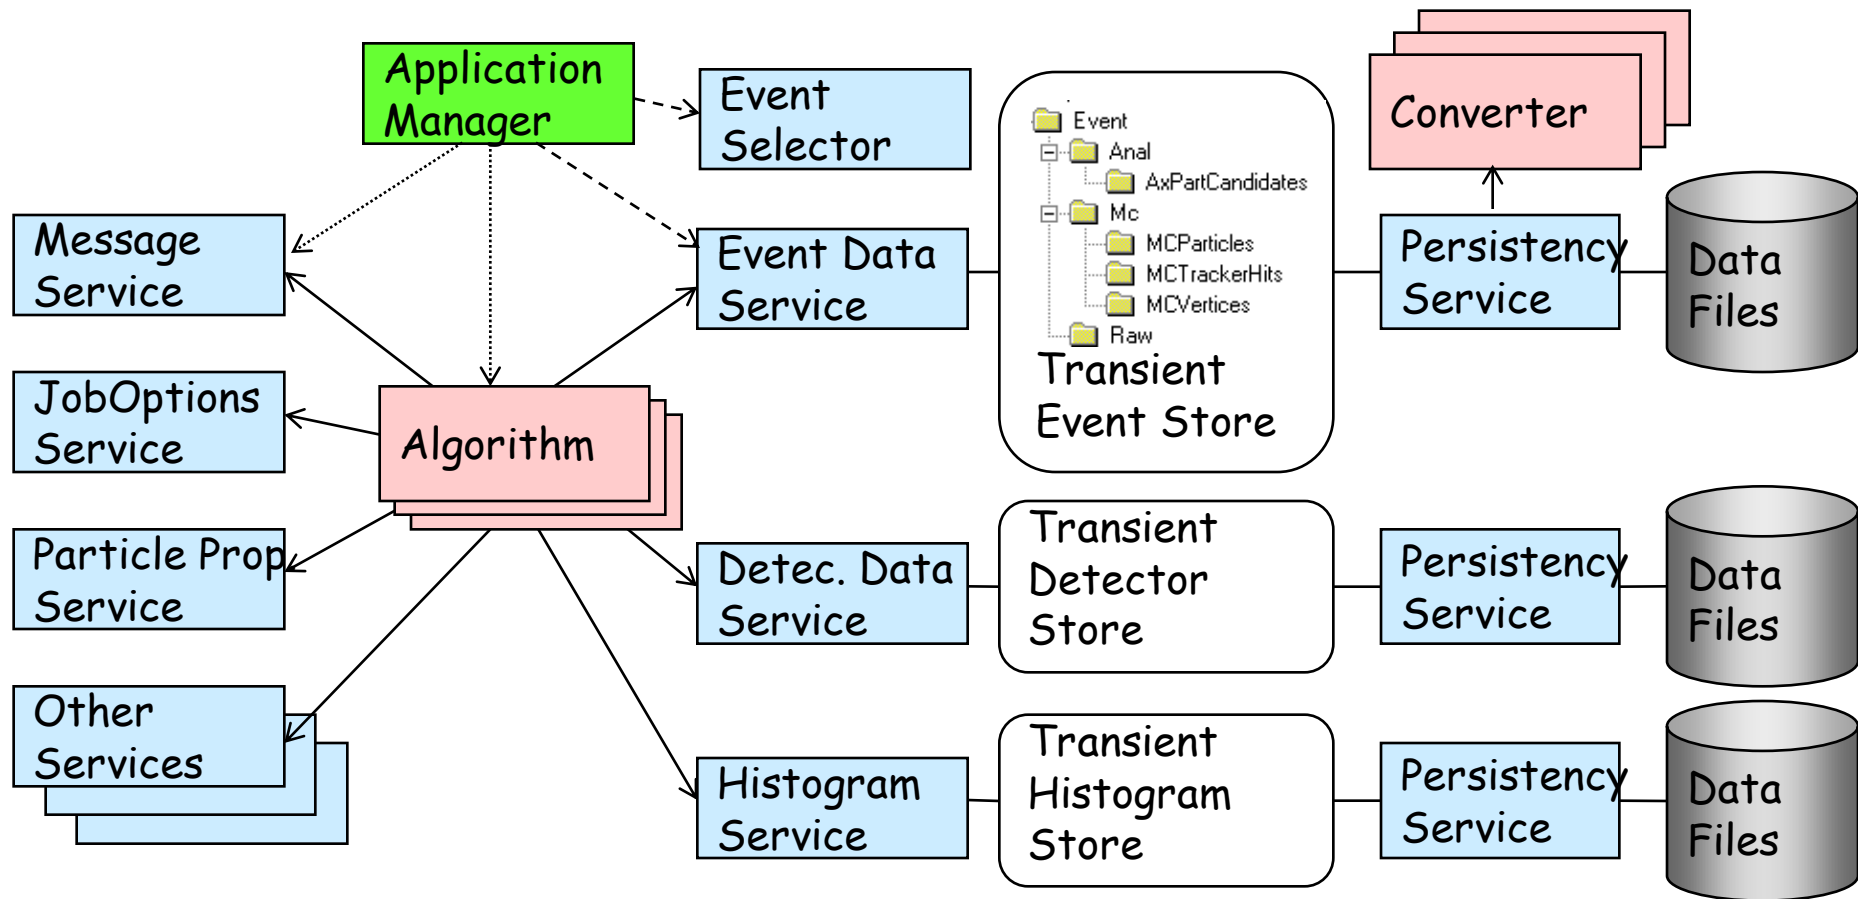 Application
Manager
Event
Selector
Event
Anal
AxPartCandidates
Mc
MCParticles
MCTrackerHits
MCVertices
Raw
Transient
Event Store
Converter
Message
Service
Event Data
Service
Persistency
Service
Data
Files
JobOptions
Service
Algorithm
Particle Prop
Service
Detec. Data
Service
Transient
Detector
Store
Persistency
Service
Data
Files
Other
Services
Histogram
Service
Transient
Histogram
Store
Persistency
Service
Data
Files